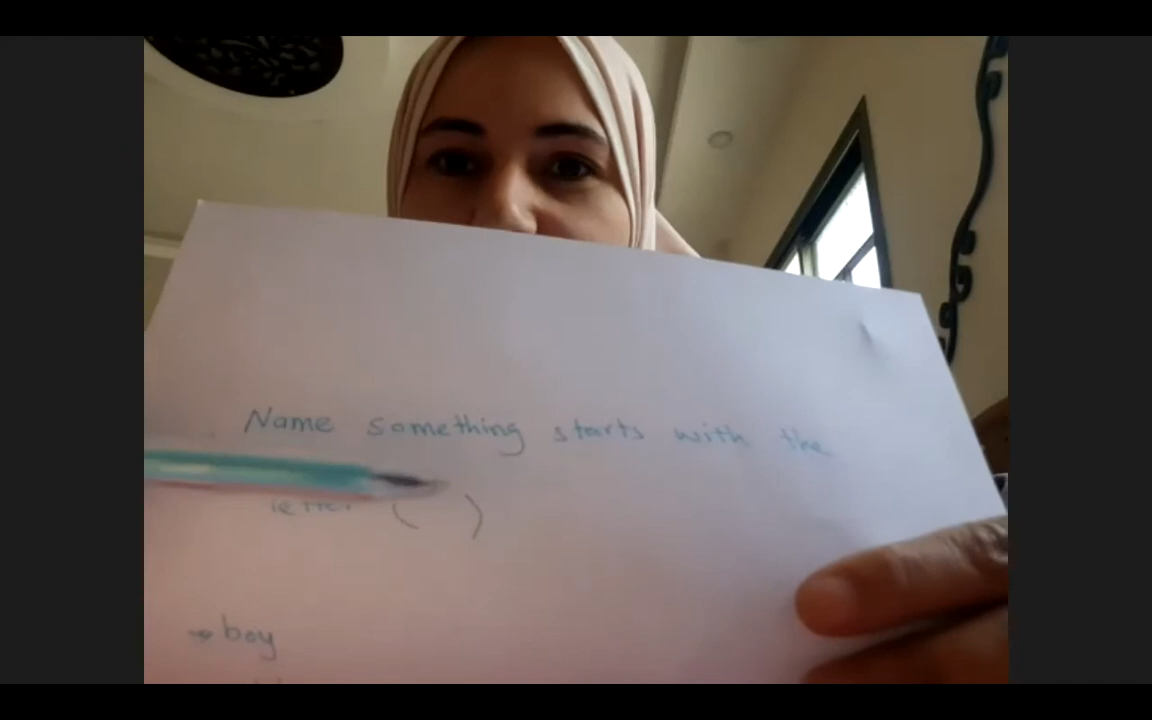 Name something starts with the
letter ( )
→ boy